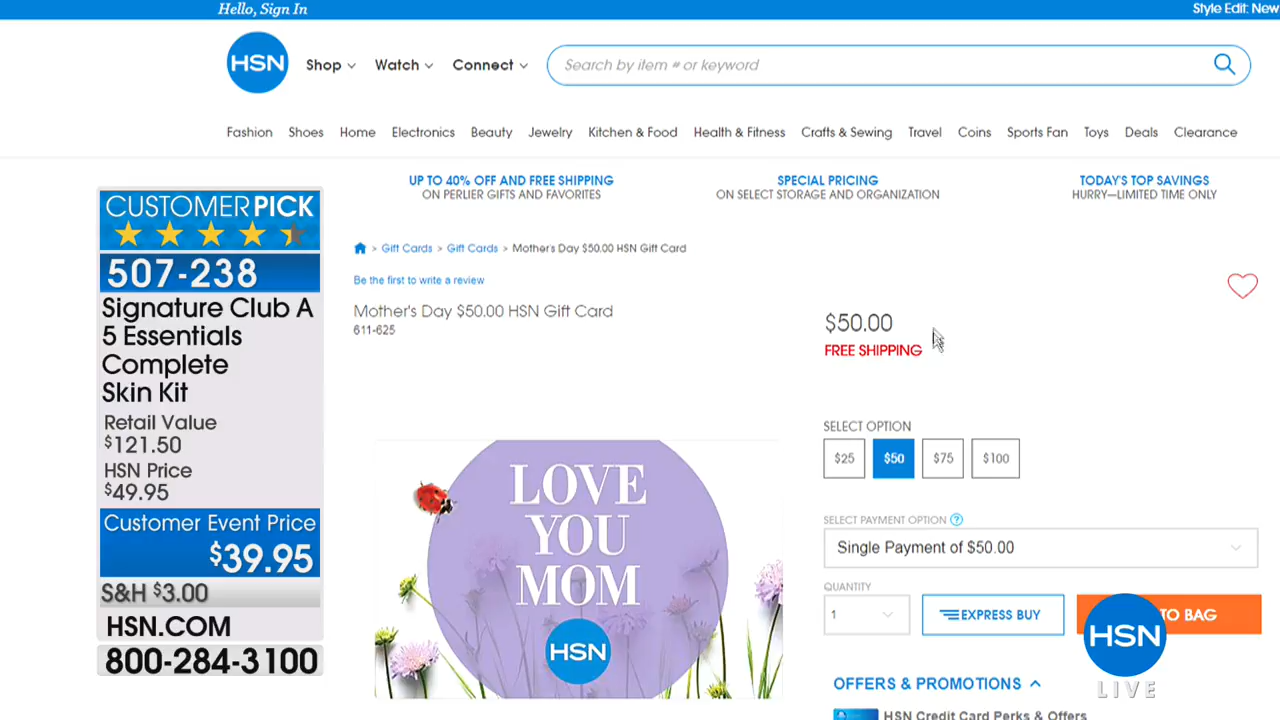 Hello, Sign In
Style Edit: New
HSN
Shop
Watch
Connect
Search by item # or keyword
Fashion
Shoes
Home
Electronics
Beauty
Jewelry
Kitchen & Food
Health & Fitness
Crafts & Sewing
Travel
Coins
Sports Fan
Toys
Deals
Clearance
UP TO 40% OFF AND FREE SHIPPING
ON PERLIER GIFTS AND FAVORITES
SPECIAL PRICING
ON SELECT STORAGE AND ORGANIZATION
TODAY'S TOP SAVINGS
HURRY—LIMITED TIME ONLY
CUSTOMER PICK
507-238
Signature Club A
5 Essentials
Complete
Skin Kit
Retail Value
$121.50
HSN Price
$49.95
Customer Event Price
$39.95
S&H $3.00
HSN.COM
800-284-3100
> Gift Cards > Gift Cards > Mother's Day $50.00 HSN Gift Card
Be the first to write a review
Mother's Day $50.00 HSN Gift Card
611-625
LOVE
YOU
MOM
HSN
$50.00
FREE SHIPPING
SELECT OPTION
$25
$50
$75
$100
SELECT PAYMENT OPTION ?
Single Payment of $50.00
QUANTITY
1
EXPRESS BUY
TO BAG
HSN
LIVE
OFFERS & PROMOTIONS
HSN Credit Card Perks & Offers